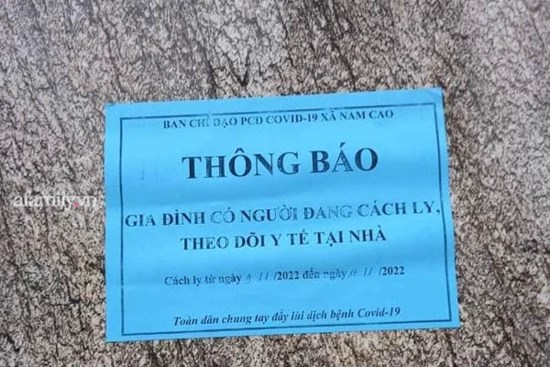 BAN CHỈ ĐẠO PCD COVID-19 XÃ NAM CAO
THÔNG BÁO
GIA ĐÌNH CÓ NGƯỜI ĐANG CÁCH LY,
THEO DÕI Y TẾ TẠI NHÀ
Cách ly từ ngày /2022 đến ngày /2022
Toàn dân chung tay đẩy lùi dịch bệnh Covid-19
afamily.vn